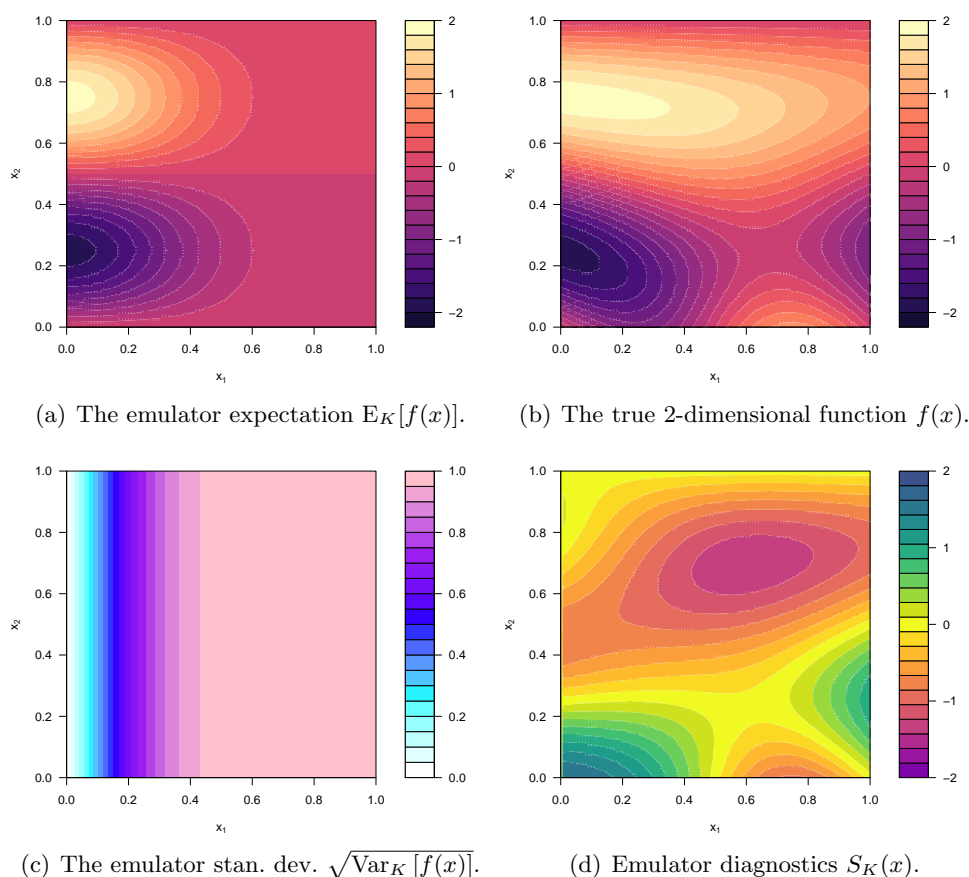 1.0
0.8
0.6
0.4
0.2
0.0
x₂
0.0 0.2 0.4 0.6 0.8 1.0
x₁
2
1
0
−1
−2
1.0
0.8
0.6
0.4
0.2
0.0
x₂
0.0 0.2 0.4 0.6 0.8 1.0
x₁
2
1
0
−1
−2
(a) The emulator expectation E_K[f(x)].
(b) The true 2-dimensional function f(x).
1.0
0.8
0.6
0.4
0.2
0.0
x₂
0.0 0.2 0.4 0.6 0.8 1.0
x₁
1.0
0.8
0.6
0.4
0.2
0.0
1.0
0.8
0.6
0.4
0.2
0.0
x₂
0.0 0.2 0.4 0.6 0.8 1.0
x₁
2
1
0
−1
−2
(c) The emulator stan. dev. √Var_K [f(x)].
(d) Emulator diagnostics S_K(x).